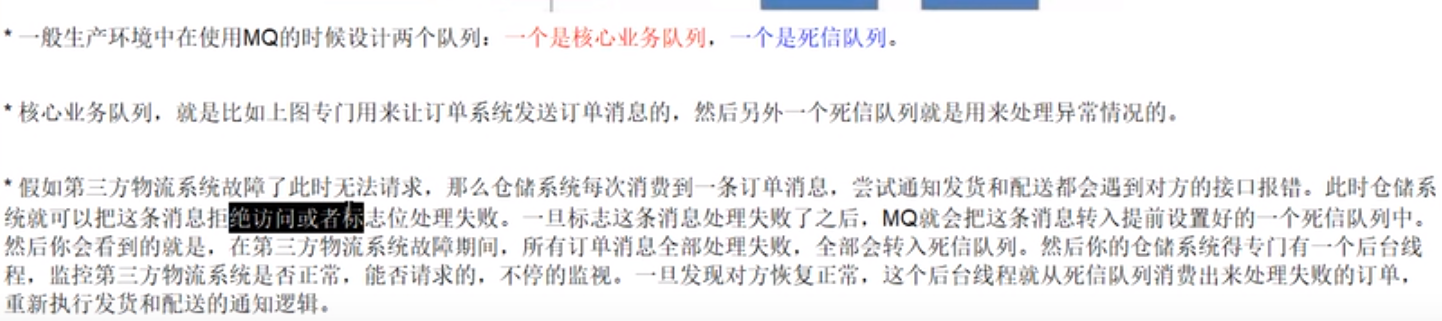 * 一般生产环境中在使用MQ的时候设计两个队列：一个是核心业务队列，一个是死信队列。
* 核心业务队列，就是比如上图专门用来让订单系统发送订单消息的，然后另外一个死信队列就是用来处理异常情况的。
* 假如第三方物流系统故障了此时无法请求，那么仓储系统每次消费到一条订单消息，尝试通知发货和配送都会遇到对方的接口报错。此时仓储系
统就可以把这条消息拒绝访问或者标志位处理失败。一旦标志这条消息处理失败了之后，MQ就会把这条消息转入提前设置好的一个死信队列中。
然后你会看到的就是，在第三方物流系统故障期间，所有订单消息全部处理失败，全部会转入死信队列。然后你的仓储系统得专门有一个后台线
程，监控第三方物流系统是否正常，能否请求的，不停的监视。一旦发现对方恢复正常，这个后台线程就从死信队列消费出来处理失败的订单，
重新执行发货和配送的通知逻辑。